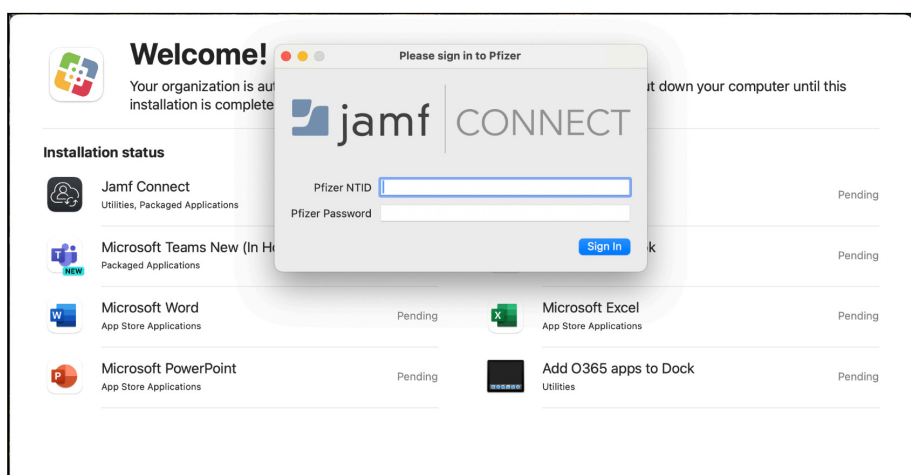 Welcome!
Your organization is au
ut down your computer until this
installation is complete
Please sign in to Pfizer
jamf CONNECT
Pfizer NTID
Pfizer Password
Sign In
Installation status
Jamf Connect
Utilities, Packaged Applications
Pending
Microsoft Teams New (In Ho
Packaged Applications
NEW
k
Pending
Microsoft Word
App Store Applications
Pending
Microsoft Excel
App Store Applications
Pending
Microsoft PowerPoint
App Store Applications
Pending
Add O365 apps to Dock
Utilities
Pending